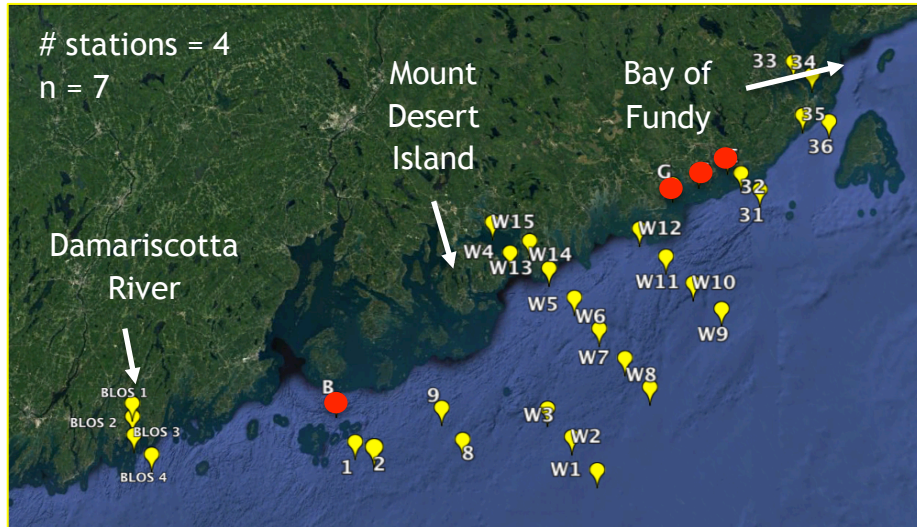 # stations = 4
n = 7
Mount
Desert
Island
Bay of
Fundy
33 34
35
36
G
32
31
W12
W15
W4
W13 W14
W11 W10
W9
W5
W6
W7
W8
Damariscotta
River
BLOS 1
BLOS 2
BLOS 3
BLOS 4
B
9
W3
W2
1 2
8
W1